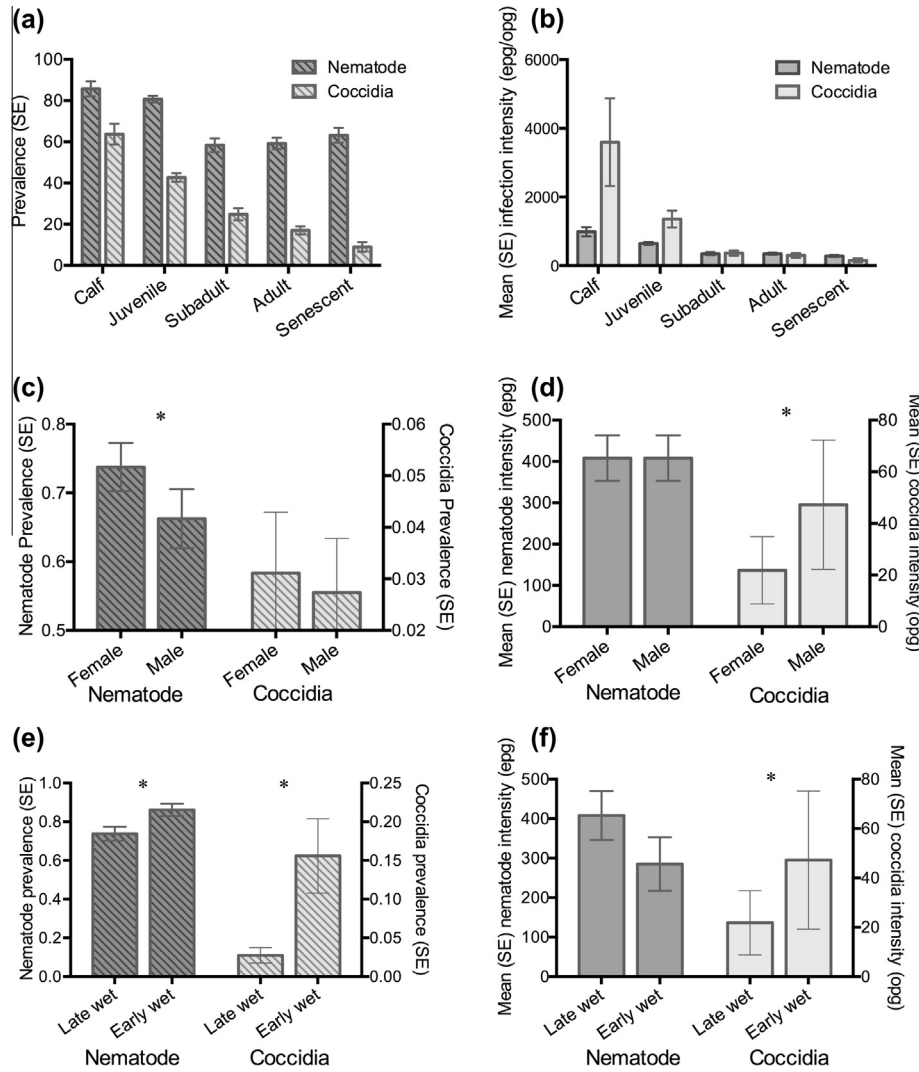 (a)
Prevalence (SE)
100
80
60
40
20
0
Nematode
Coccidia
Calf
Juvenile
Subadult
Adult
Senescent
(b)
Mean (SE) infection intensity (epg/opg)
6000
4000
2000
0
Nematode
Coccidia
Calf
Juvenile
Subadult
Adult
Senescent
(c)
Nematode Prevalence (SE)
0.8
0.7
0.6
0.5
*
0.06
0.05
0.04
0.03
0.02
Coccidia Prevalence (SE)
Female
Male
Female
Male
Nematode
Coccidia
(d)
Mean (SE) nematode intensity (epg)
500
400
300
200
100
0
*
80
60
40
20
0
Mean (SE) coccidia intensity (opg)
Female
Male
Female
Male
Nematode
Coccidia
(e)
Nematode prevalence (SE)
1.0
0.8
0.6
0.4
0.2
0.0
*
*
0.25
0.20
0.15
0.10
0.05
0.00
Coccidia prevalence (SE)
Late wet
Early wet
Late wet
Early wet
Nematode
Coccidia
(f)
Mean (SE) nematode intensity (epg)
500
400
300
200
100
0
*
80
60
40
20
0
Mean (SE) coccidia intensity (opg)
Late wet
Early wet
Late wet
Early wet
Nematode
Coccidia